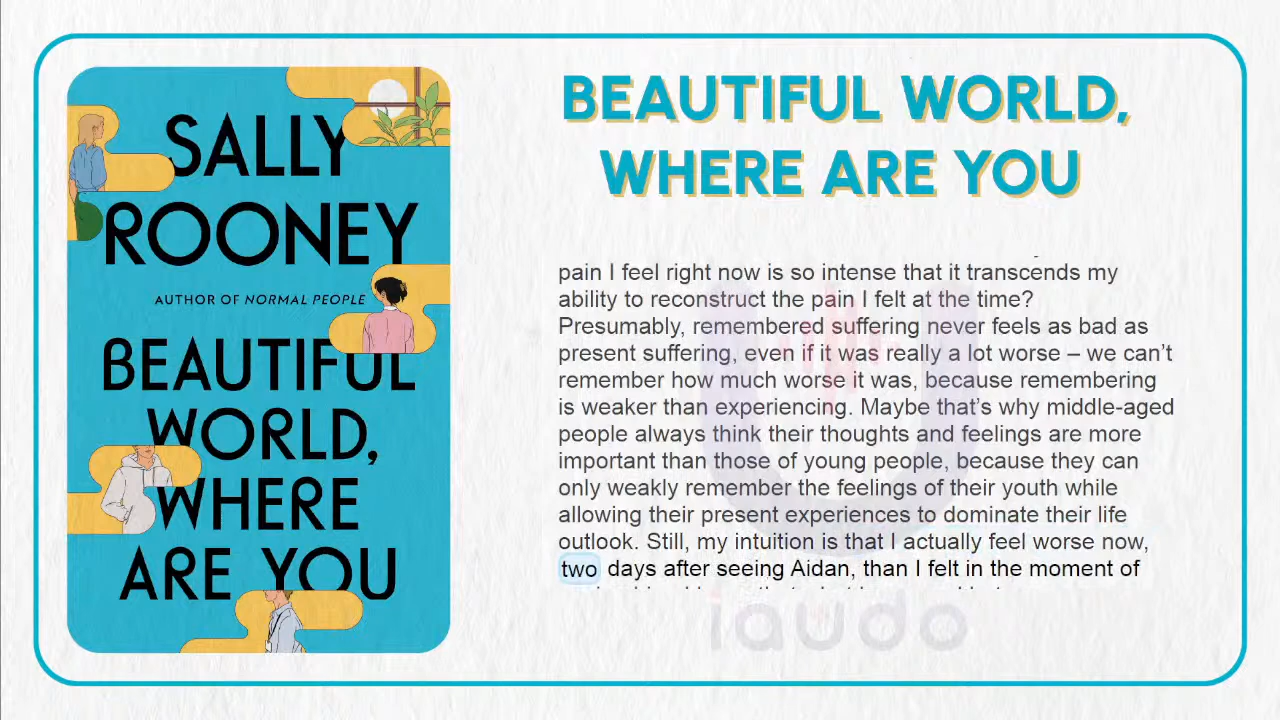 SALLY
ROONEY
AUTHOR OF NORMAL PEOPLE
BEAUTIFUL
WORLD,
WHERE
ARE YOU
BEAUTIFUL WORLD,
WHERE ARE YOU
pain I feel right now is so intense that it transcends my
ability to reconstruct the pain I felt at the time?
Presumably, remembered suffering never feels as bad as
present suffering, even if it was really a lot worse – we can’t
remember how much worse it was, because remembering
is weaker than experiencing. Maybe that’s why middle-aged
people always think their thoughts and feelings are more
important than those of young people, because they can
only weakly remember the feelings of their youth while
allowing their present experiences to dominate their life
outlook. Still, my intuition is that I actually feel worse now,
two days after seeing Aidan, than I felt in the moment of
iaudo